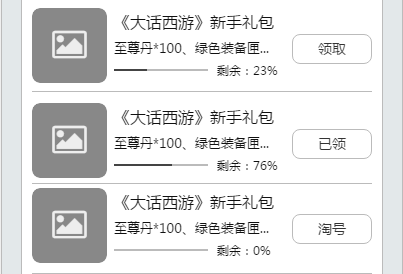 《大话西游》新手礼包
至尊丹*100、绿色装备匣...
领取
剩余：23%
《大话西游》新手礼包
至尊丹*100、绿色装备匣...
已领
剩余：76%
《大话西游》新手礼包
至尊丹*100、绿色装备匣...
淘号
剩余：0%